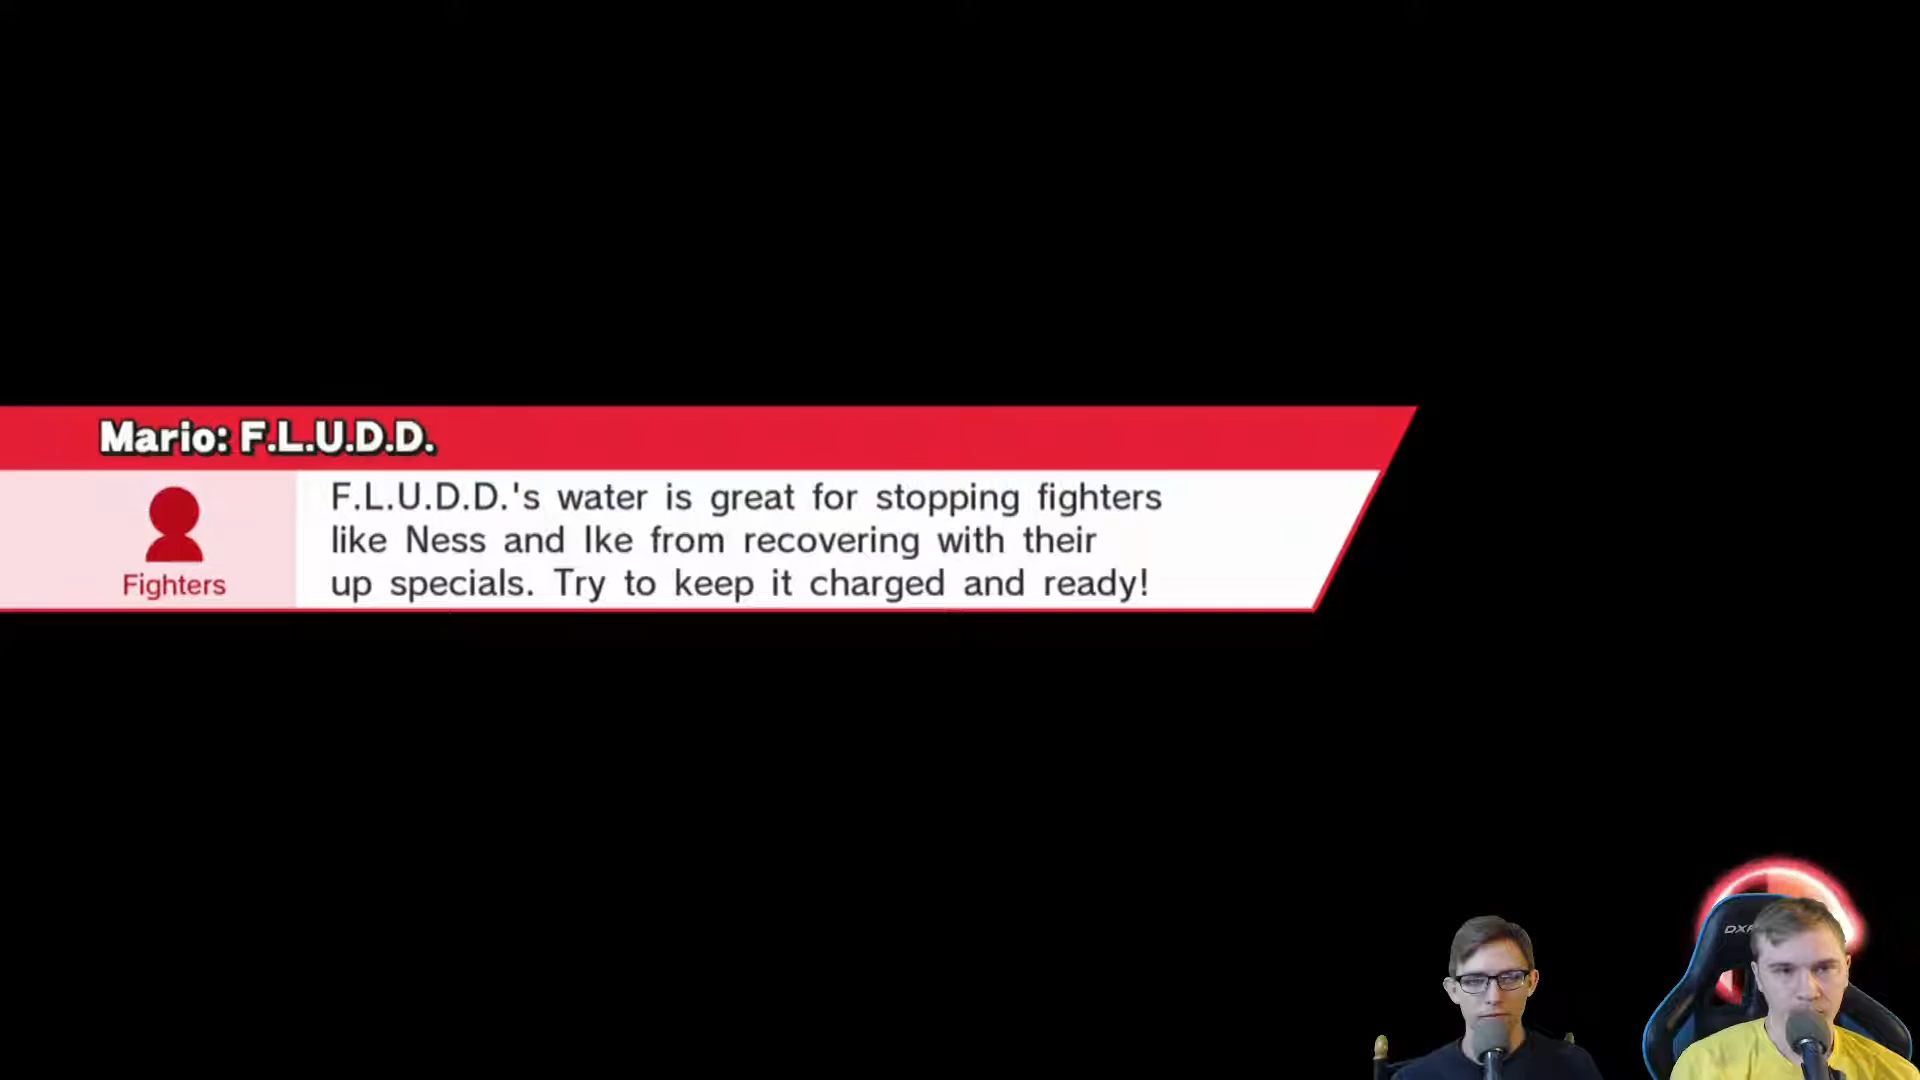 Mario: F.L.U.D.D.
F.L.U.D.D.'s water is great for stopping fighters
like Ness and Ike from recovering with their
up specials. Try to keep it charged and ready!
Fighters